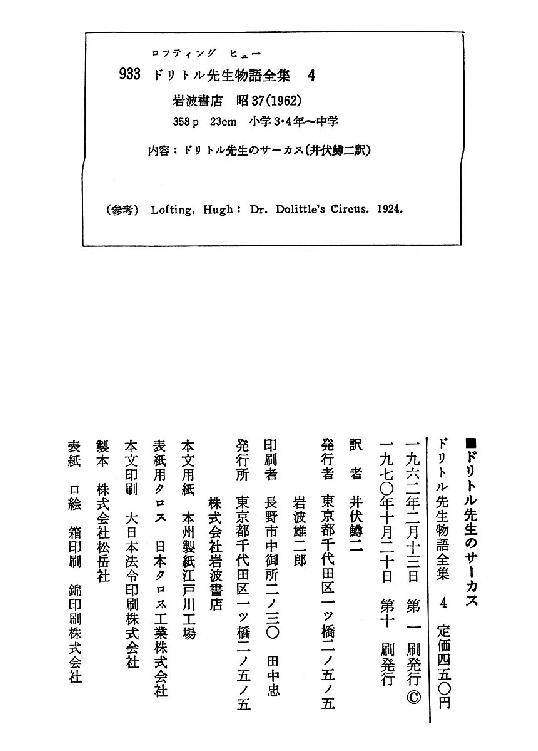 ロフティング ヒュー
933 ドリトル先生物語全集 4
岩波書店 昭37(1962)
358p 23cm 小学3・4年~中学
内容:ドリトル先生のサーカス(井伏鱒二訳)
(参考) Lofting, Hugh: Dr. Dolittle's Circus. 1924.
■ドリトル先生のサーカス
ドリトル先生物語全集 4 定価四五〇円
一九六二年二月十三日 第一刷発行©
一九七〇年十月二十日 第十刷発行
訳者 井伏鱒二
発行者 東京都千代田区一ツ橋二ノ五ノ五
岩波雄二郎
印刷者 長野市中御所二ノ三〇 田中忠
発行所 東京都千代田区一ツ橋二ノ五ノ五
株式会社岩波書店
本文用紙 本州製紙江戸川工場
表紙用クロス 日本クロス工業株式会社
本文印刷 大日本法令印刷株式会社
製本 株式会社松岳社
表紙 口絵 箱印刷 錦印刷株式会社